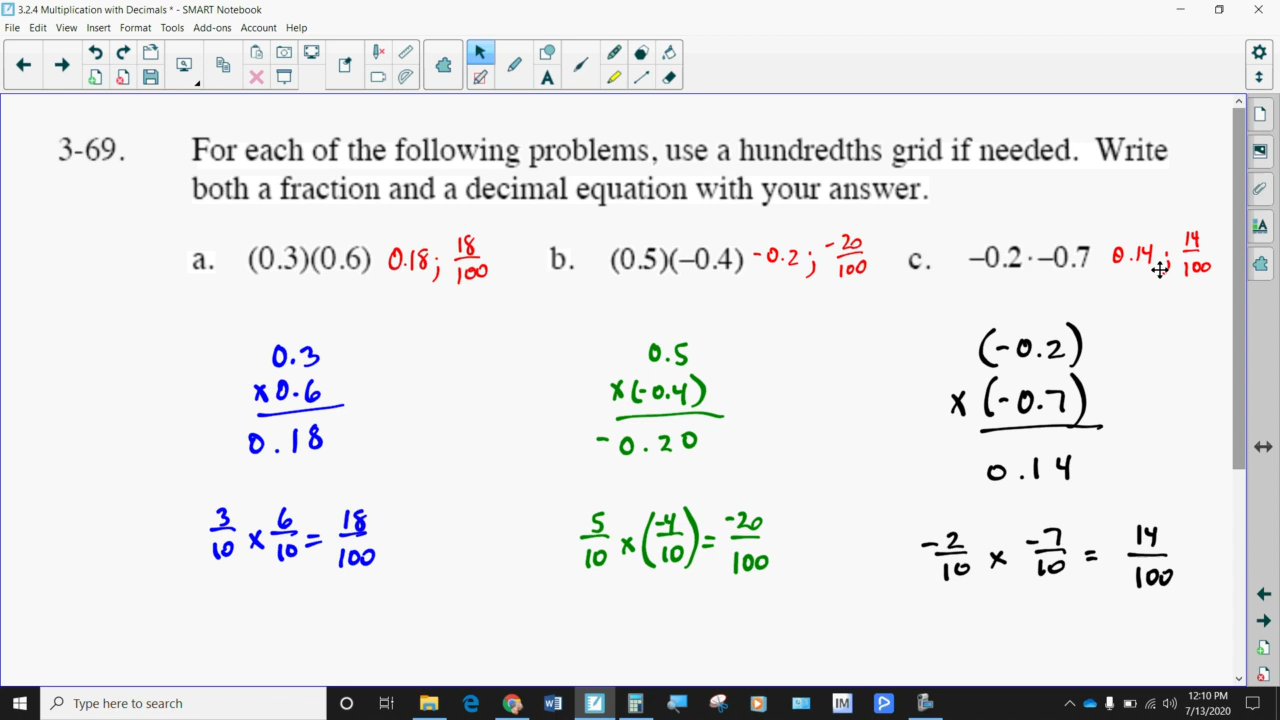 3.2.4 Multiplication with Decimals * - SMART Notebook
File Edit View Insert Format Tools Add-ons Account Help
3-69. For each of the following problems, use a hundredths grid if needed. Write
both a fraction and a decimal equation with your answer.
a. (0.3)(0.6) 0.18; 18/100
b. (0.5)(–0.4) -0.2; -20/100
c. –0.2 · –0.7 0.14; 14/100
0.3
x 0.6
0.18
3/10 x 6/10 = 18/100
0.5
x (-0.4)
-0.20
5/10 x (-4/10) = -20/100
(-0.2)
x (-0.7)
0.14
-2/10 x -7/10 = 14/100
Type here to search
IM
12:10 PM
7/13/2020